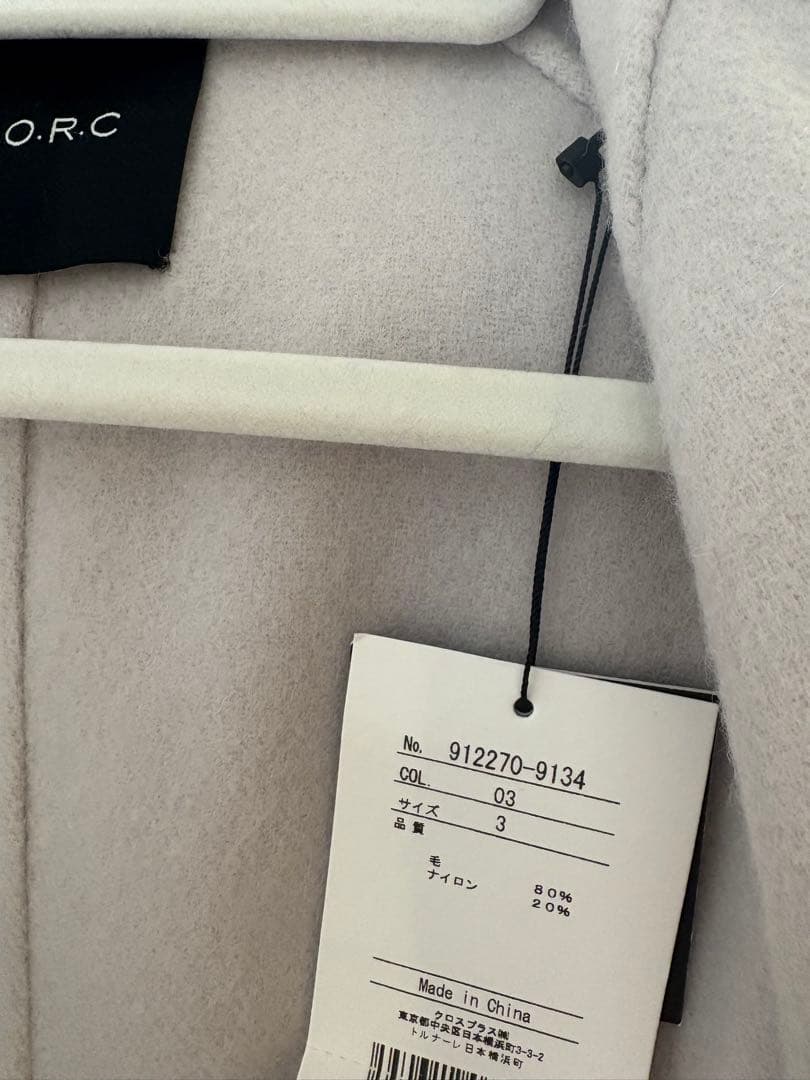 O.R.C
No. 912270-9134
COL. 03
サイズ 3
品質
毛 80%
ナイロン 20%
Made in China
クロスプラス㈱
東京都中央区日本橋浜町3-3-2
トルナーレ日本橋浜町